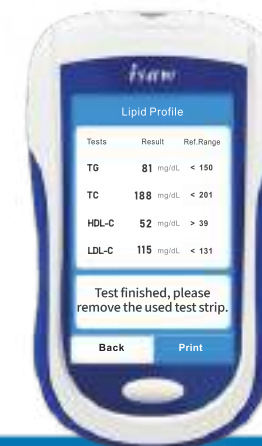 Lipid Profile
Tests Result Ref.Range
TG 81 mg/dL < 150
TC 188 mg/dL < 201
HDL-C 52 mg/dL > 39
LDL-C 115 mg/dL < 131
Test finished, please
remove the used test strip.
Back Print